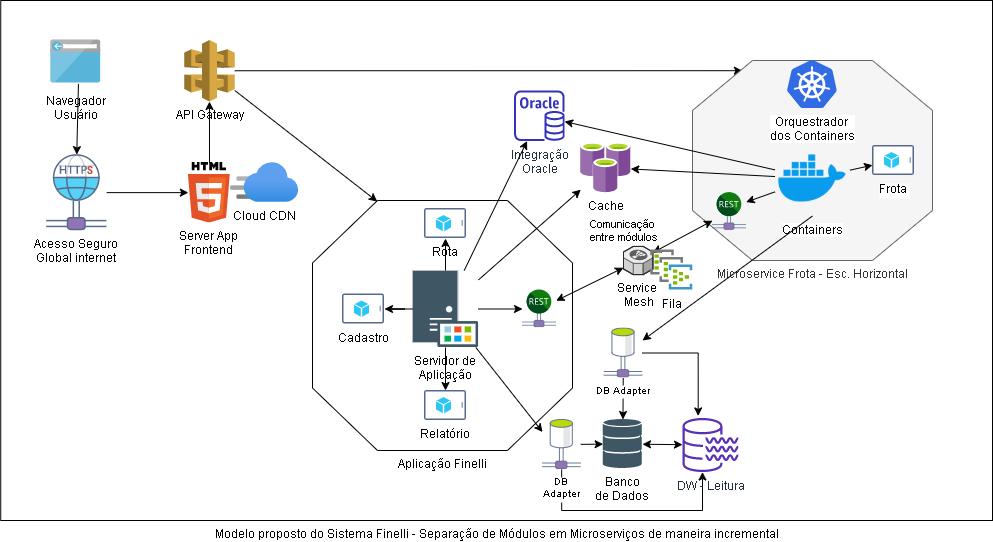 Navegador
Usuário
HTTPS
Acesso Seguro
Global internet
API Gateway
HTML
5
Server App
Frontend
Cloud CDN
Oracle
Integração
Oracle
Cache
Orquestrador
dos Containers
Containers
Frota
REST
Microservice Frota - Esc. Horizontal
Comunicação
entre módulos
Service
Mesh
Fila
Rota
Cadastro
Servidor de
Aplicação
REST
Relatório
Aplicação Finelli
DB Adapter
DB
Adapter
Banco
de Dados
DW - Leitura
Modelo proposto do Sistema Finelli - Separação de Módulos em Microserviços de maneira incremental